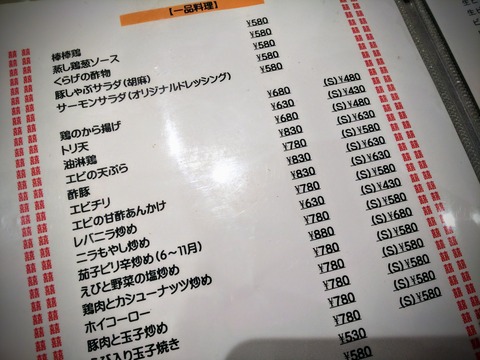 【一品料理】
棒棒鶏 ¥580
蒸し鶏葱ソース ¥580
くらげの酢物 ¥580
豚しゃぶサラダ(胡麻) ¥580
サーモンサラダ(オリジナルドレッシング) ¥580
鶏のから揚げ ¥680 (S)¥480
トリ天 ¥630 (S)¥430
油淋鶏 ¥680 (S)¥480
エビの天ぷら ¥830 (S)¥630
酢豚 ¥780 (S)¥580
エビチリ ¥830 (S)¥630
エビの甘酢あんかけ ¥830 (S)¥630
レバニラ炒め ¥780 (S)¥580
ニラもやし炒め ¥630 (S)¥430
茄子ピリ辛炒め(6~11月) ¥780 (S)¥580
えびと野菜の塩炒め ¥880 (S)¥680
鶏肉とカシューナッツ炒め ¥780 (S)¥580
ホイコーロー ¥780 (S)¥580
豚肉と玉子炒め ¥780 (S)¥580
えび入り玉子焼き ¥780 (S)¥580
¥530
¥580